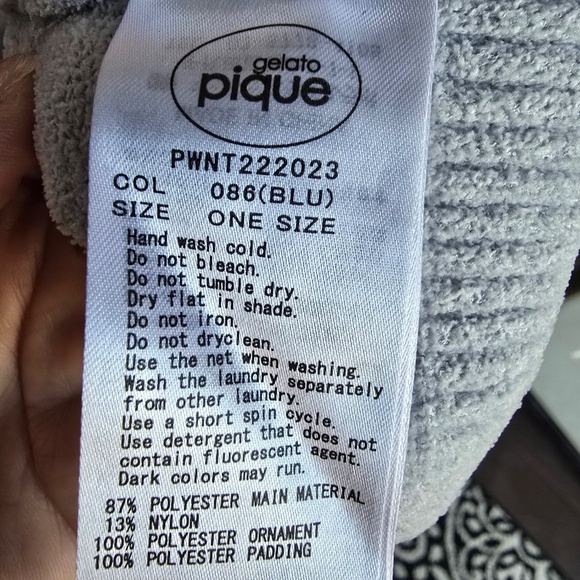 gelato
pique
PWNT222023
COL 086(BLU)
SIZE ONE SIZE
Hand wash cold.
Do not bleach.
Do not tumble dry.
Dry flat in shade.
Do not iron.
Do not dryclean.
Use the net when washing.
Wash the laundry separately
from other laundry.
Use a short spin cycle.
Use detergent that does not
contain fluorescent agent.
Dark colors may run.
87% POLYESTER MAIN MATERIAL
13% NYLON
100% POLYESTER ORNAMENT
100% POLYESTER PADDING